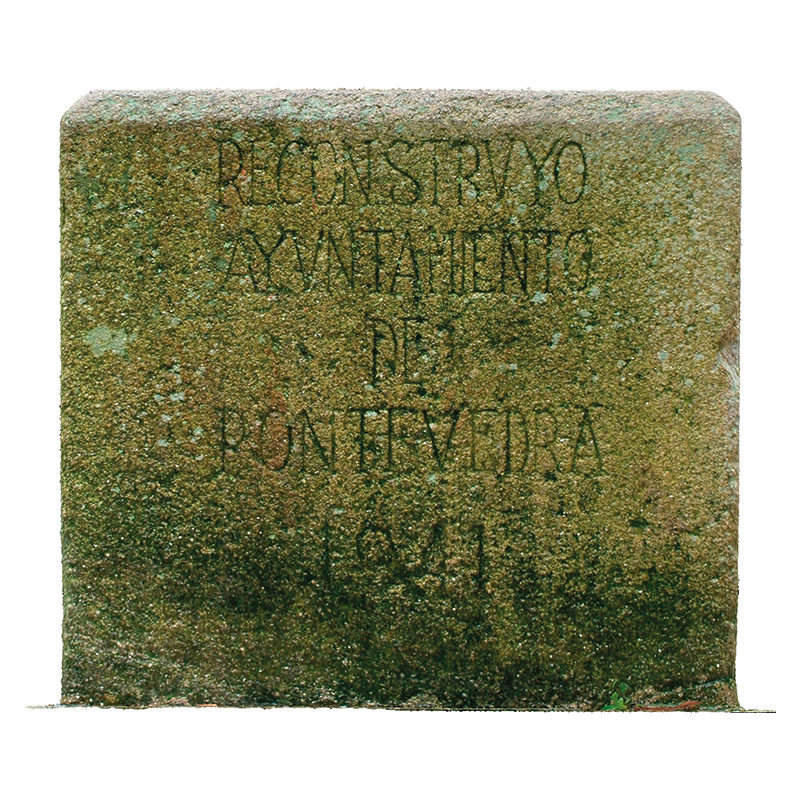 RECONSTRVYO
AYVNTAMIENTO
DE
PONTEVEDRA
1941